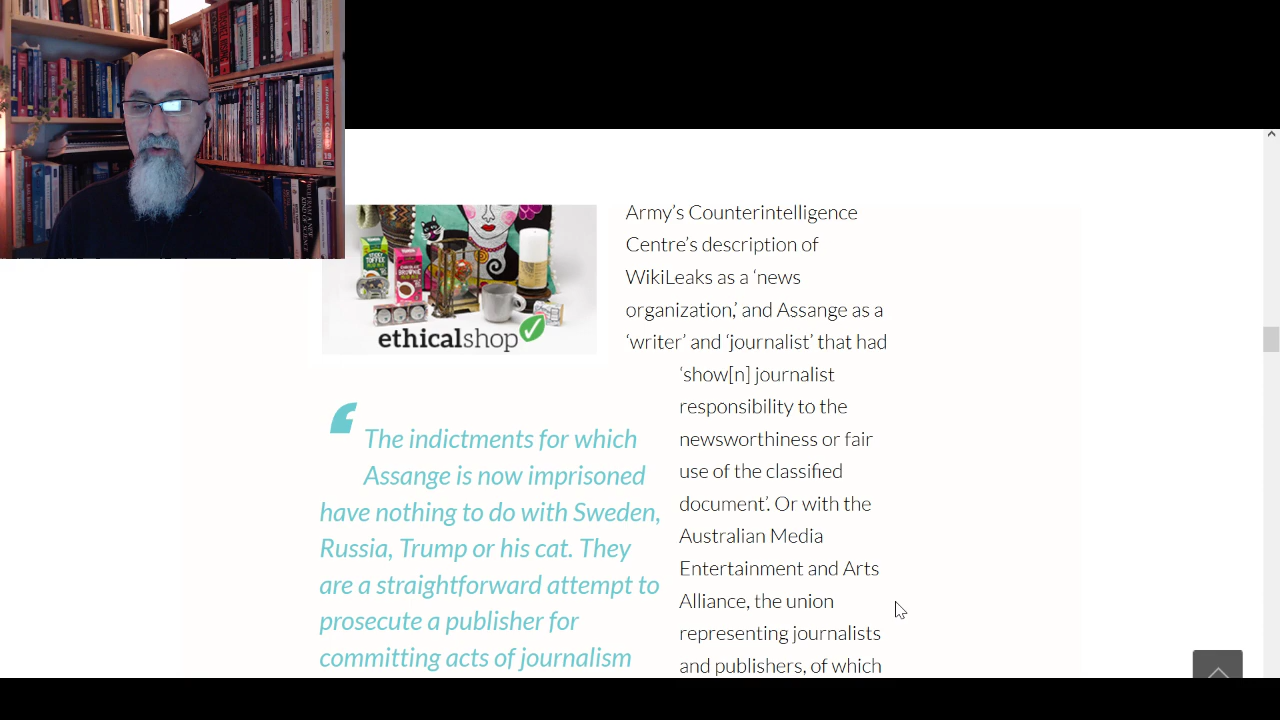 Army’s Counterintelligence
Centre’s description of
WikiLeaks as a ‘news
organization,’ and Assange as a
‘writer’ and ‘journalist’ that had
‘show[n] journalist
responsibility to the
newsworthiness or fair
use of the classified
document’. Or with the
Australian Media
Entertainment and Arts
Alliance, the union
representing journalists
and publishers, of which
ethicalshop
‘ The indictments for which
Assange is now imprisoned
have nothing to do with Sweden,
Russia, Trump or his cat. They
are a straightforward attempt to
prosecute a publisher for
committing acts of journalism